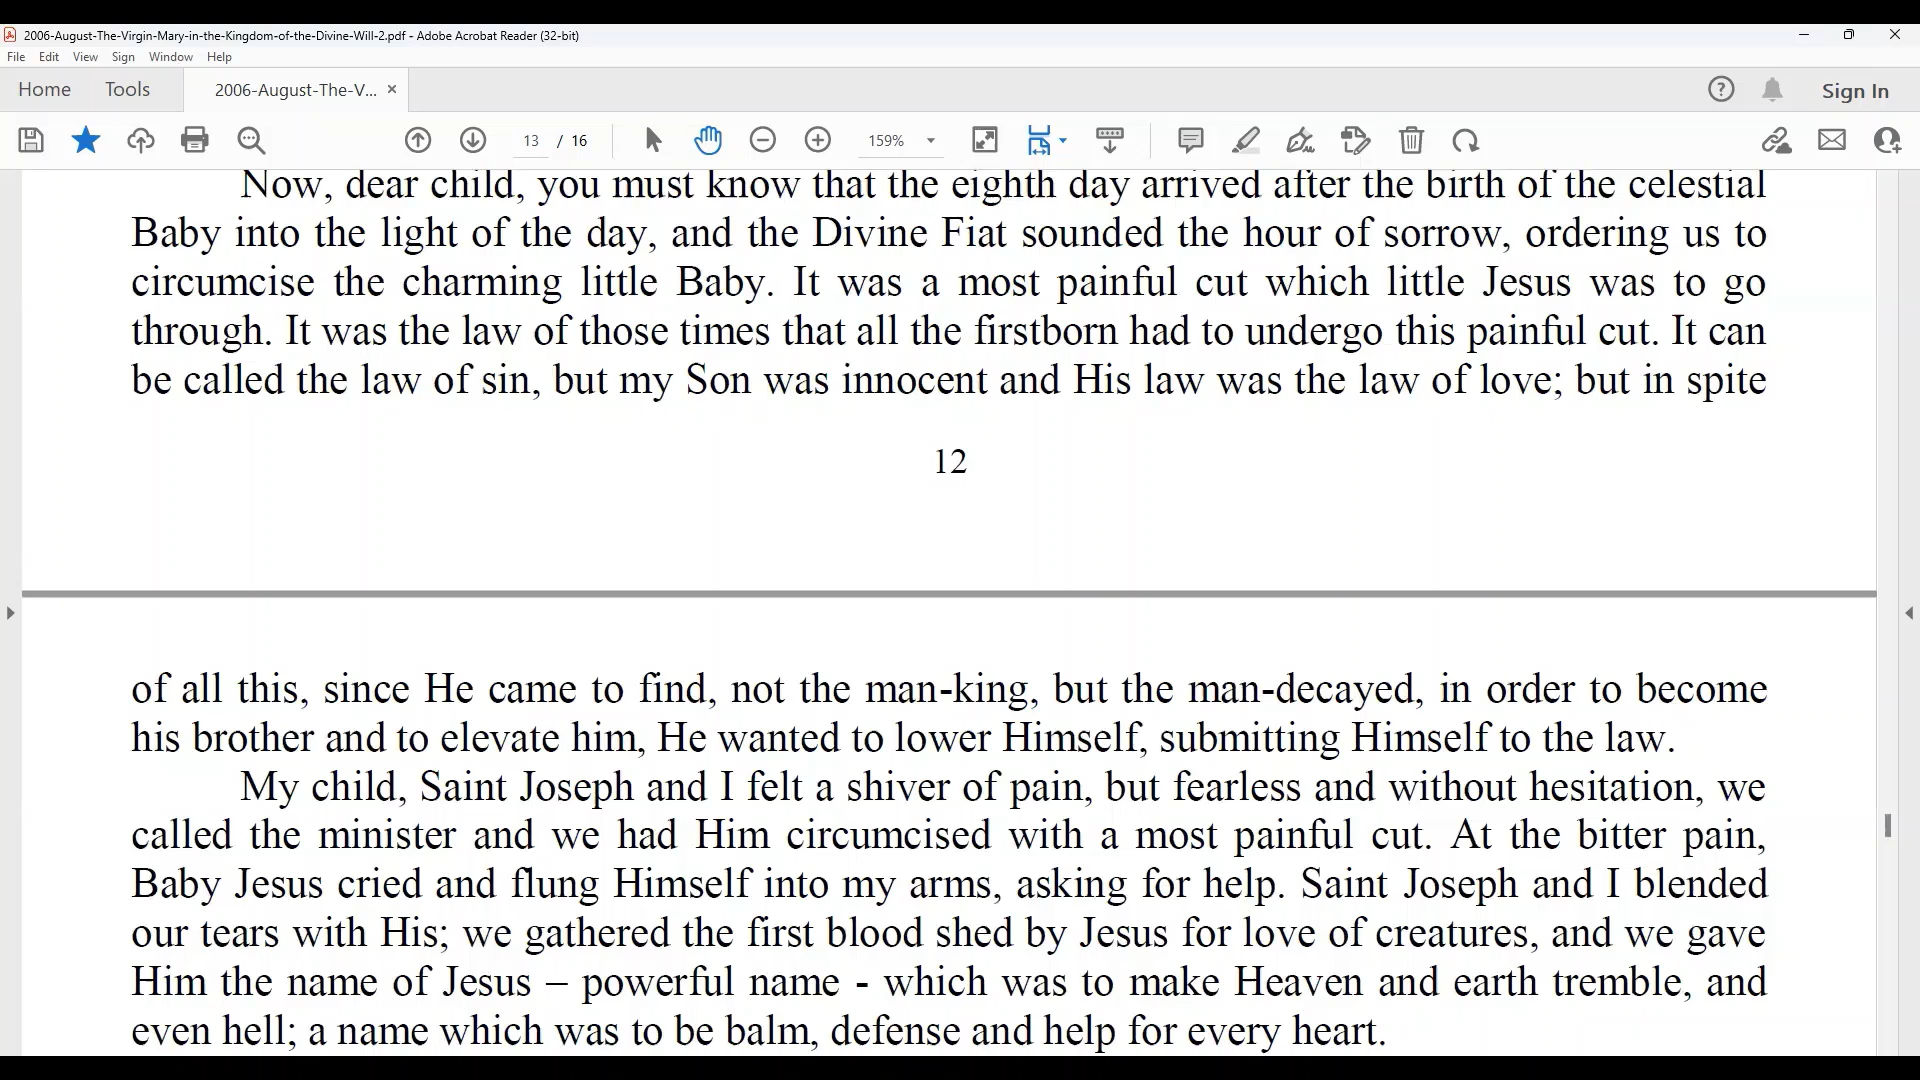 2006-August-The-Virgin-Mary-in-the-Kingdom-of-the-Divine-Will-2.pdf - Adobe Acrobat Reader (32-bit)
File Edit View Sign Window Help
Home Tools 2006-August-The-V... × Sign In
13 / 16 159%
Now, dear child, you must know that the eighth day arrived after the birth of the celestial
Baby into the light of the day, and the Divine Fiat sounded the hour of sorrow, ordering us to
circumcise the charming little Baby. It was a most painful cut which little Jesus was to go
through. It was the law of those times that all the firstborn had to undergo this painful cut. It can
be called the law of sin, but my Son was innocent and His law was the law of love; but in spite
12
of all this, since He came to find, not the man-king, but the man-decayed, in order to become
his brother and to elevate him, He wanted to lower Himself, submitting Himself to the law.
My child, Saint Joseph and I felt a shiver of pain, but fearless and without hesitation, we
called the minister and we had Him circumcised with a most painful cut. At the bitter pain,
Baby Jesus cried and flung Himself into my arms, asking for help. Saint Joseph and I blended
our tears with His; we gathered the first blood shed by Jesus for love of creatures, and we gave
Him the name of Jesus – powerful name - which was to make Heaven and earth tremble, and
even hell; a name which was to be balm, defense and help for every heart.